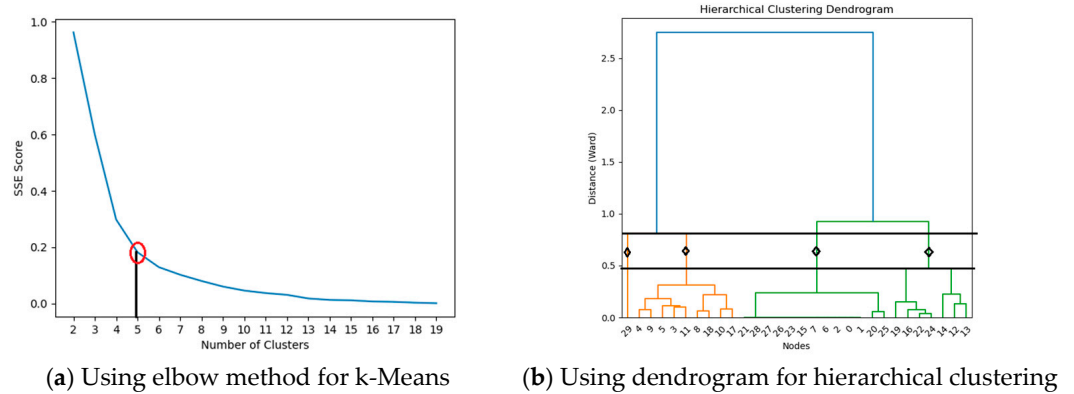 1.0
0.8
0.6
0.4
0.2
0.0
SSE Score
2 3 4 5 6 7 8 9 10 11 12 13 14 15 16 17 18 19
Number of Clusters
(a) Using elbow method for k-Means
Hierarchical Clustering Dendrogram
2.5
2.0
1.5
1.0
0.5
0.0
Distance (Ward)
29 4 9 5 3 11 8 18 10 17 21 28 27 26 23 15 7 6 2 0 1 20 25 19 16 22 24 14 12 13
Nodes
(b) Using dendrogram for hierarchical clustering